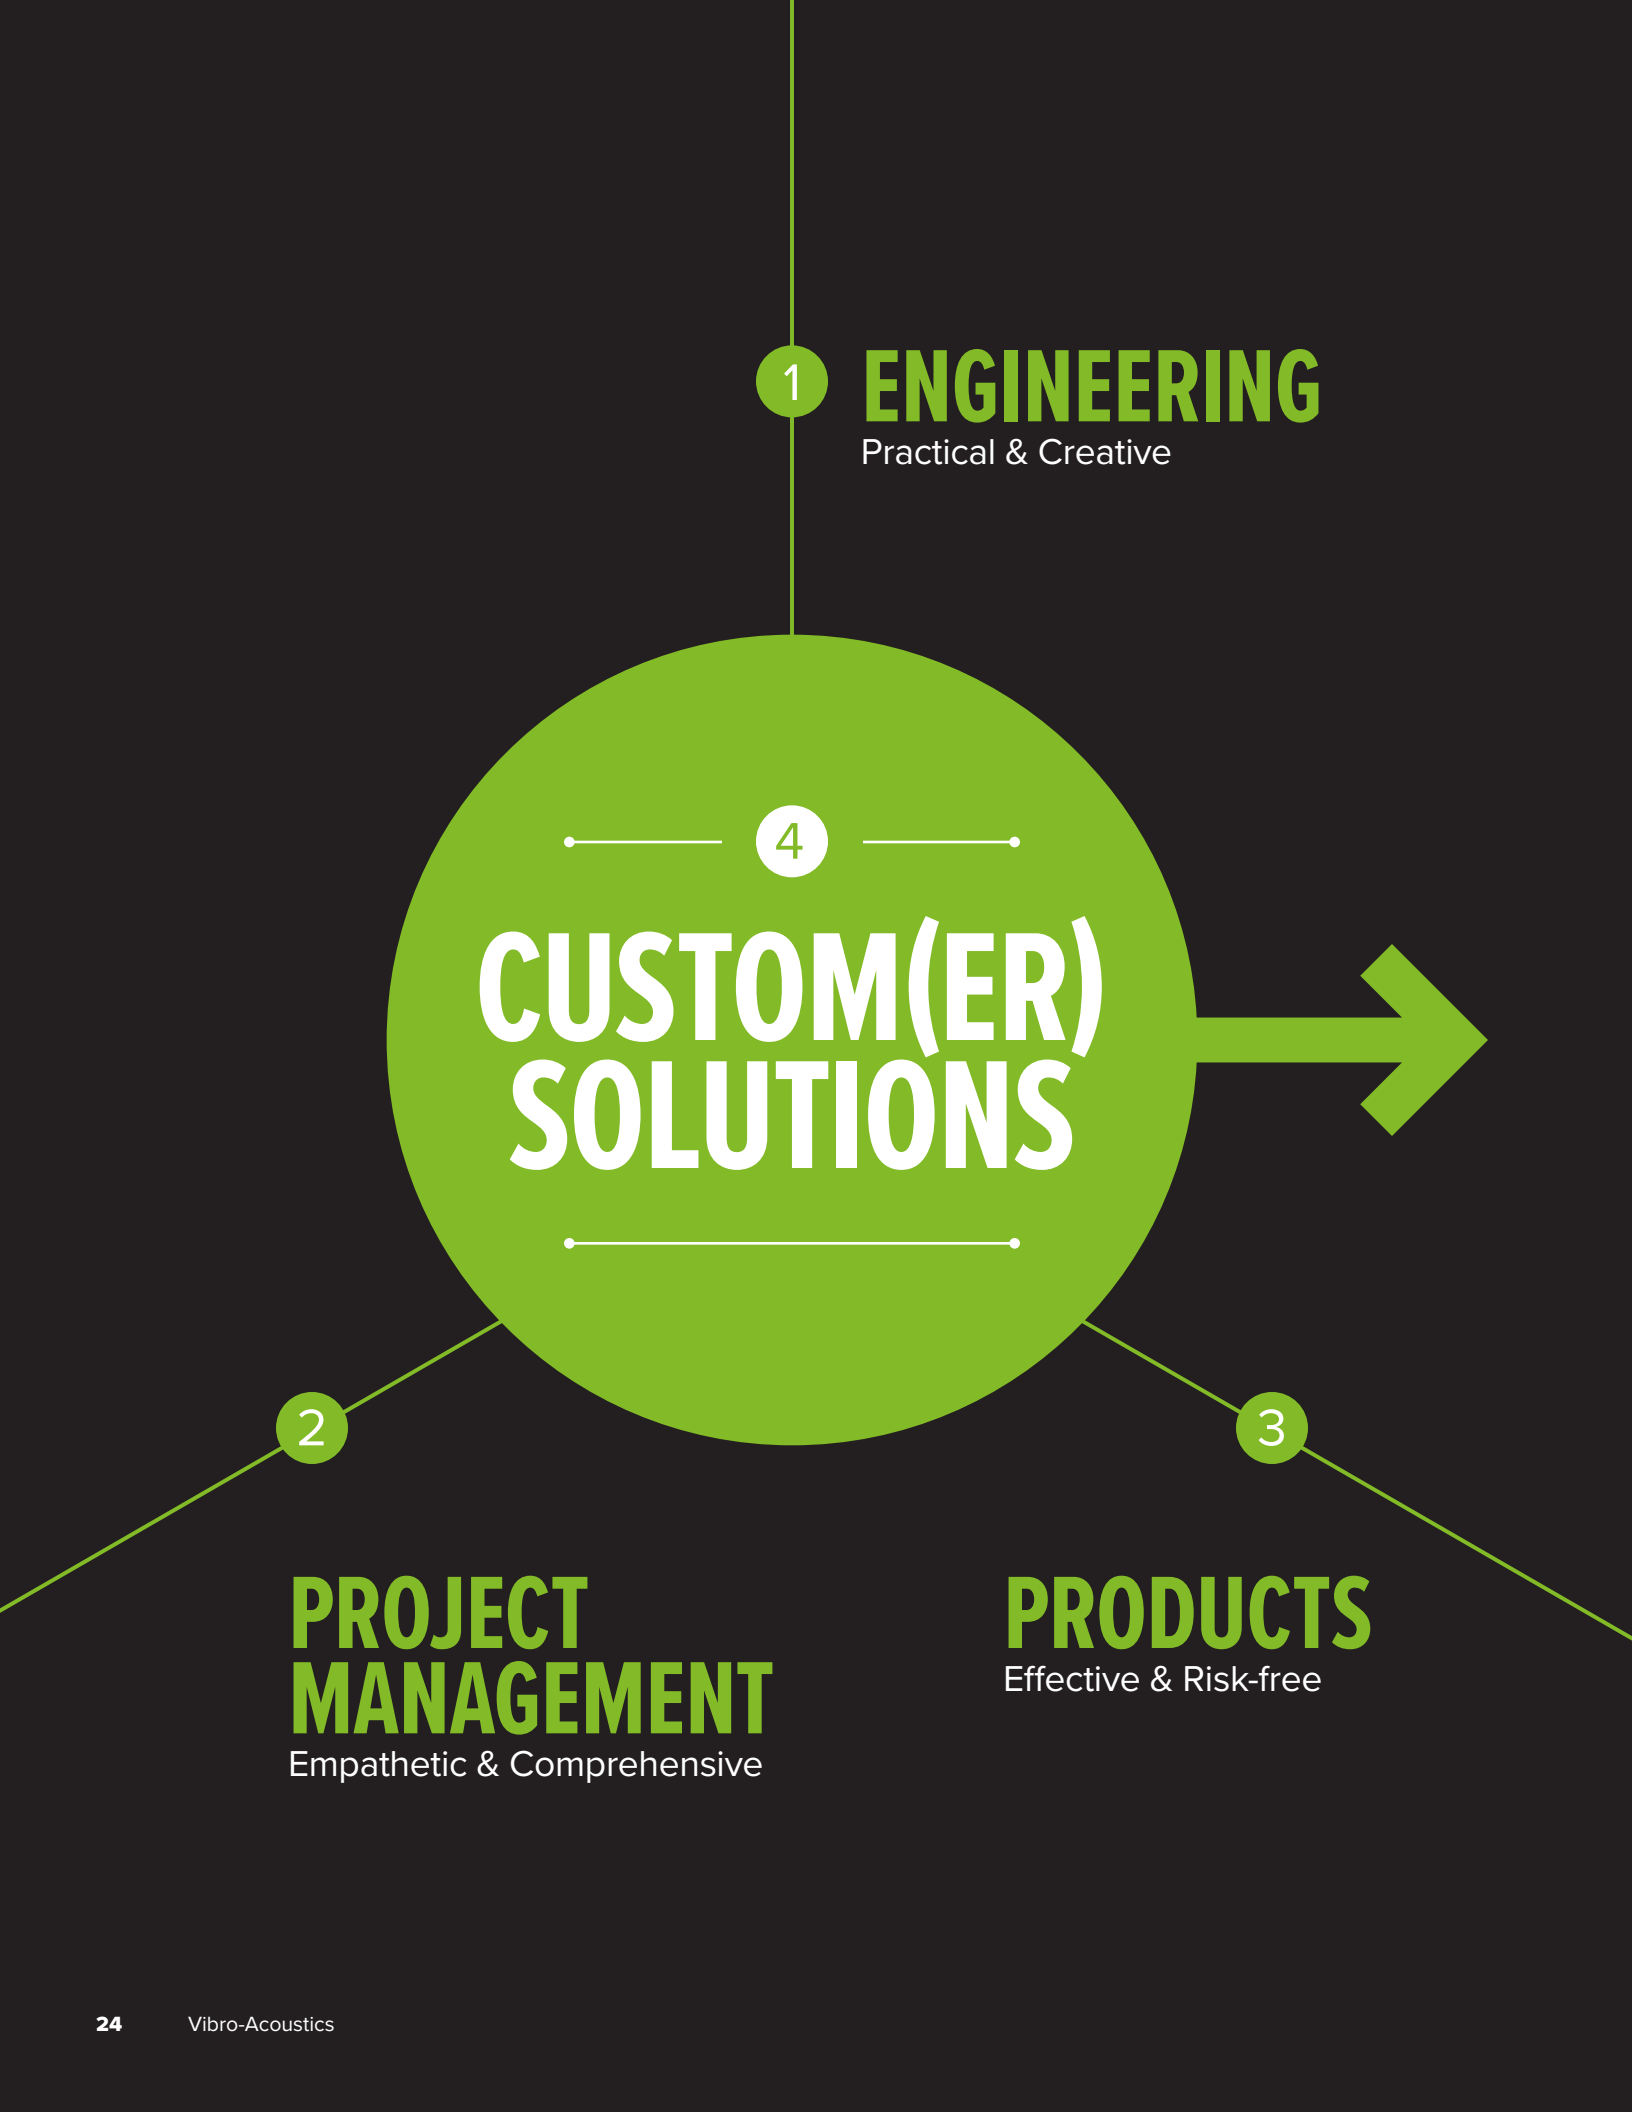 1
ENGINEERING
Practical & Creative
4
CUSTOM(ER)
SOLUTIONS
2
PROJECT
MANAGEMENT
Empathetic & Comprehensive
3
PRODUCTS
Effective & Risk-free
24 Vibro-Acoustics